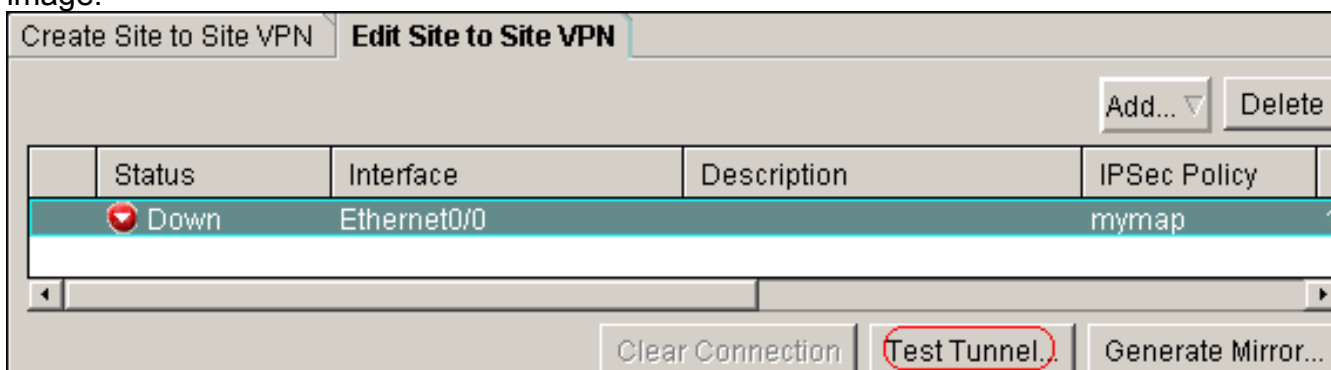 image.
Create Site to Site VPN Edit Site to Site VPN
Add... Delete
Status Interface Description IPSec Policy
Down Ethernet0/0 mymap
Clear Connection Test Tunnel.. Generate Mirror...